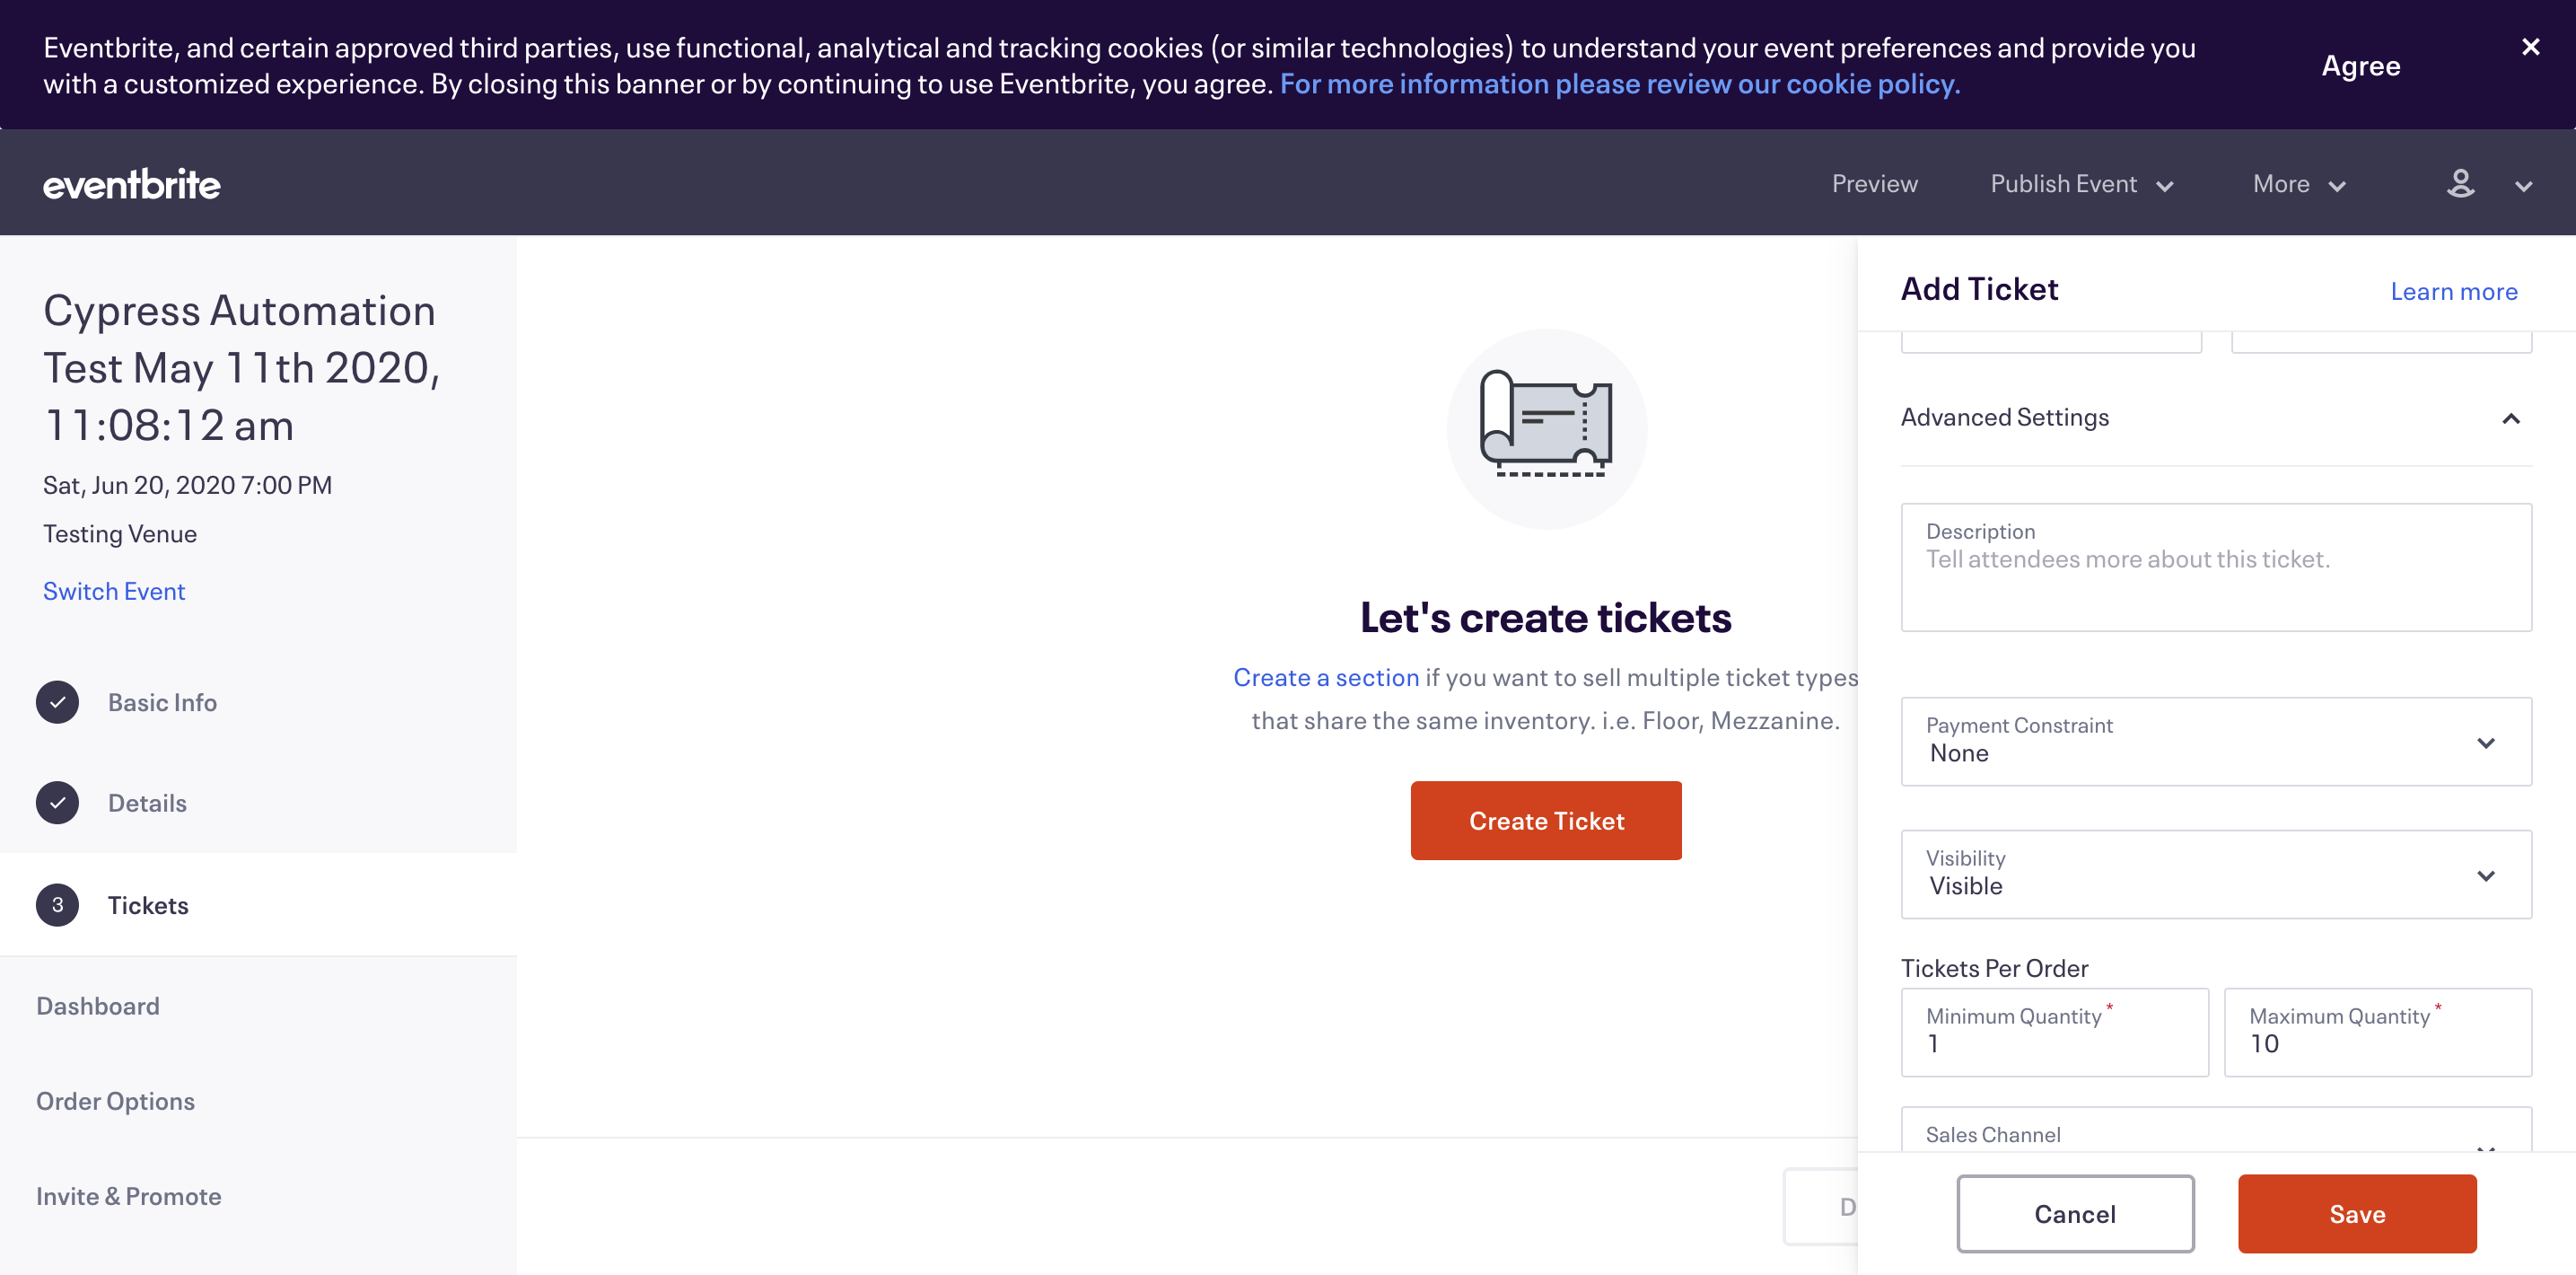 Eventbrite, and certain approved third parties, use functional, analytical and tracking cookies (or similar technologies) to understand your event preferences and provide you
with a customized experience. By closing this banner or by continuing to use Eventbrite, you agree. For more information please review our cookie policy.
Agree
eventbrite
Preview
Publish Event
More
Cypress Automation
Test May 11th 2020,
11:08:12 am
Sat, Jun 20, 2020 7:00 PM
Testing Venue
Switch Event
Basic Info
Details
3 Tickets
Dashboard
Order Options
Invite & Promote
Let's create tickets
Create a section if you want to sell multiple ticket types
that share the same inventory. i.e. Floor, Mezzanine.
Create Ticket
D
Add Ticket
Learn more
Advanced Settings
Description
Tell attendees more about this ticket.
Payment Constraint
None
Visibility
Visible
Tickets Per Order
Minimum Quantity *
1
Maximum Quantity *
10
Sales Channel
Cancel
Save